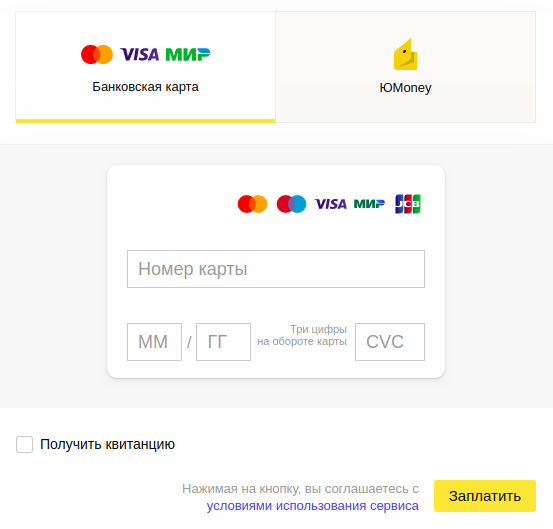 VISA МИР
Банковская карта
ЮMoney
VISA МИР JCB
Номер карты
ММ / ГГ
Три цифры
на обороте карты
CVC
Получить квитанцию
Нажимая на кнопку, вы соглашаетесь с
условиями использования сервиса
Заплатить